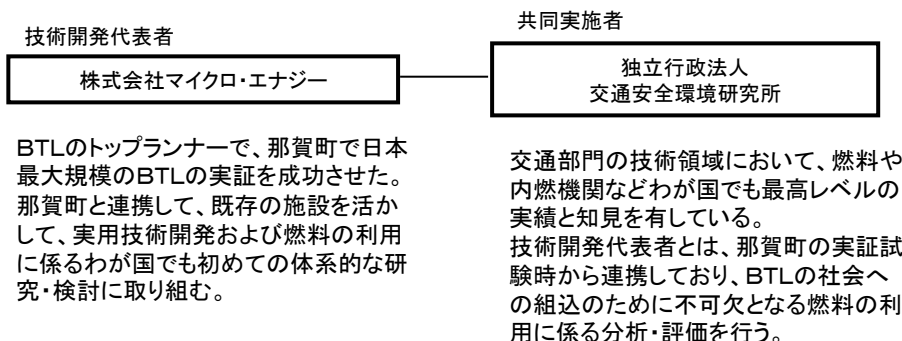 技術開発代表者
株式会社マイクロ・エナジー
BTLのトップランナーで、那賀町で日本
最大規模のBTLの実証を成功させた。
那賀町と連携して、既存の施設を活か
して、実用技術開発および燃料の利用
に係るわが国でも初めての体系的な研
究・検討に取り組む。
共同実施者
独立行政法人
交通安全環境研究所
交通部門の技術領域において、燃料や
内燃機関などわが国でも最高レベルの
実績と知見を有している。
技術開発代表者とは、那賀町の実証試
験時から連携しており、BTLの社会へ
の組込のために不可欠となる燃料の利
用に係る分析・評価を行う。